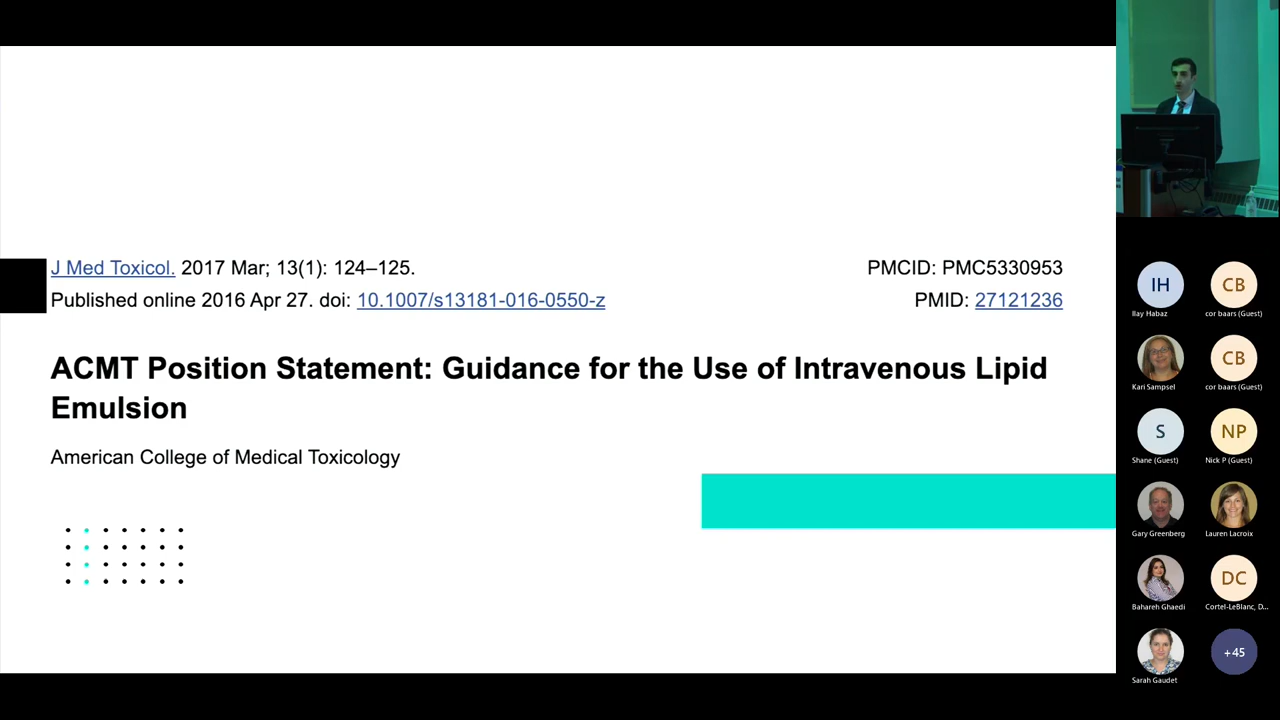 J Med Toxicol. 2017 Mar; 13(1): 124–125.
PMCID: PMC5330953
Published online 2016 Apr 27. doi: 10.1007/s13181-016-0550-z
PMID: 27121236
ACMT Position Statement: Guidance for the Use of Intravenous Lipid
Emulsion
American College of Medical Toxicology
IH
CB
Ilay Habaz
cor baars (Guest)
CB
Kari Sampsel
cor baars (Guest)
S
NP
Shane (Guest)
Nick P (Guest)
Gary Greenberg
Lauren Lacroix
DC
Bahareh Ghaedi
Cortel-LeBlanc, D...
+45
Sarah Gaudet